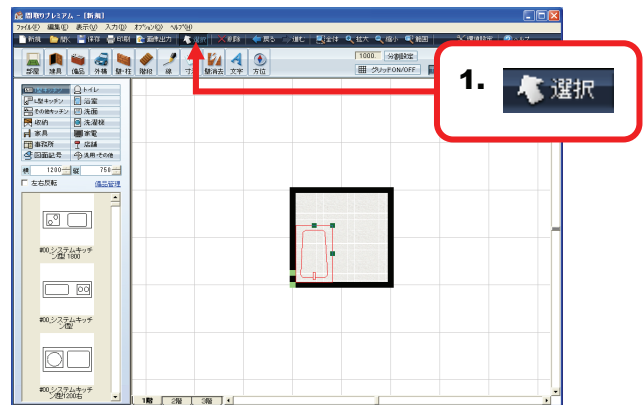 間取りプレミアム - [新規]
ファイル(F) 編集(E) 表示(V) 入力(I) オプション(O) ヘルプ(H)
新規 開く 保存 印刷 画像出力 選択 削除 戻る 進む 全体 拡大 縮小 範囲 環境設定 ヘルプ
部屋 建具 備品 外構 壁・柱 階段 線 壁消去 文字 方位
1000. 分割設定
グリッドON/OFF
1. 選択
トイレ
L型キッチン 浴室
その他キッチン 洗面
収納 洗濯機
家具 家電
事務所 店舗
図面記号 汎用・その他
横 1200 縦 750
左右反転 備品管理
#00_システムキッチ
ンI型 1800
#00_システムキッチ
ンI型
#00_システムキッチ
ンI型1200右
1階 2階 3階